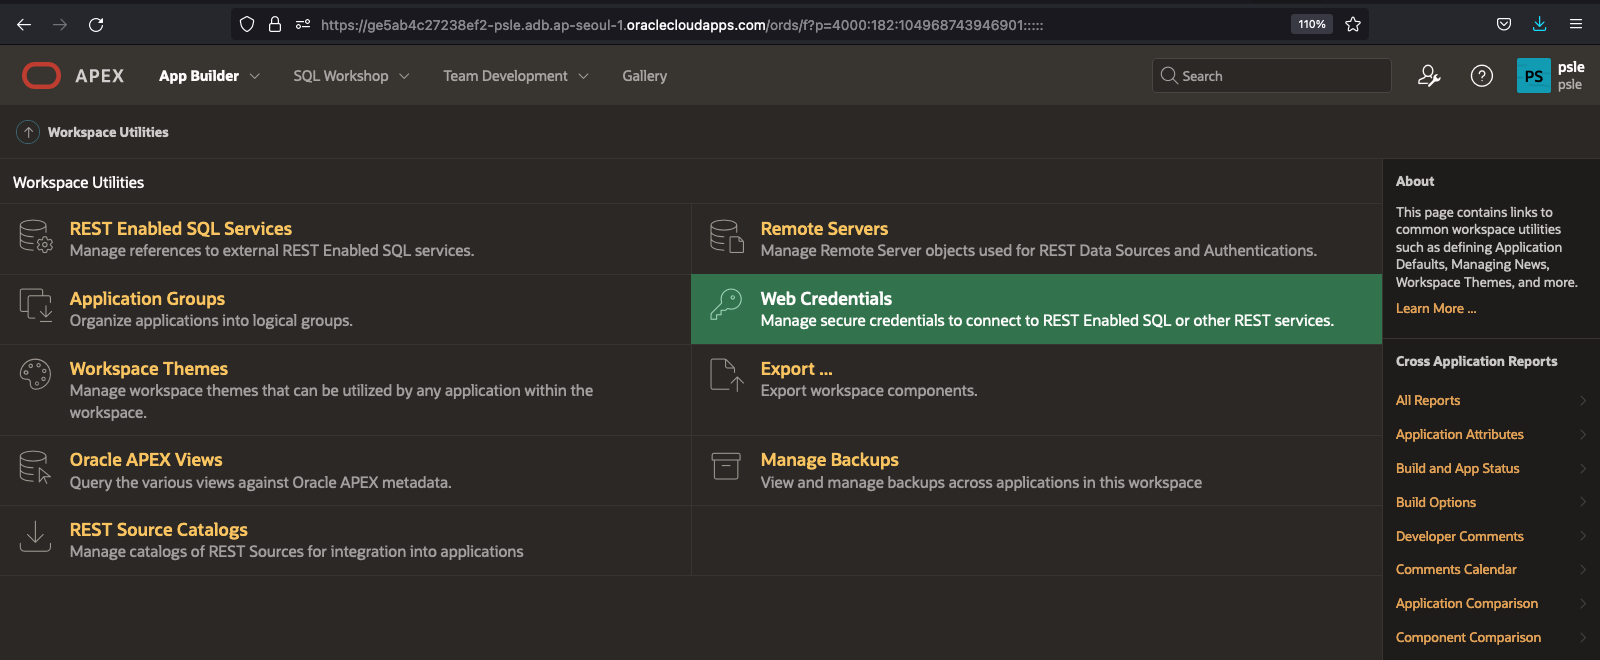 https://ge5ab4c27238ef2-psle.adb.ap-seoul-1.oraclecloudapps.com/ords/f?p=4000:182:104968743946901:::::
110%
APEX
App Builder
SQL Workshop
Team Development
Gallery
Search
PS
psle
psle
Workspace Utilities
Workspace Utilities
REST Enabled SQL Services
Manage references to external REST Enabled SQL services.
Remote Servers
Manage Remote Server objects used for REST Data Sources and Authentications.
Application Groups
Organize applications into logical groups.
Web Credentials
Manage secure credentials to connect to REST Enabled SQL or other REST services.
Workspace Themes
Manage workspace themes that can be utilized by any application within the
workspace.
Export ...
Export workspace components.
Oracle APEX Views
Query the various views against Oracle APEX metadata.
Manage Backups
View and manage backups across applications in this workspace
REST Source Catalogs
Manage catalogs of REST Sources for integration into applications
About
This page contains links to
common workspace utilities
such as defining Application
Defaults, Managing News,
Workspace Themes, and more.
Learn More ...
Cross Application Reports
All Reports
Application Attributes
Build and App Status
Build Options
Developer Comments
Comments Calendar
Application Comparison
Component Comparison